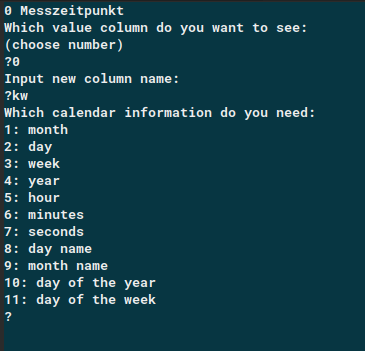 0 Messzeitpunkt
Which value column do you want to see:
(choose number)
?0
Input new column name:
?kw
Which calendar information do you need:
1: month
2: day
3: week
4: year
5: hour
6: minutes
7: seconds
8: day name
9: month name
10: day of the year
11: day of the week
?